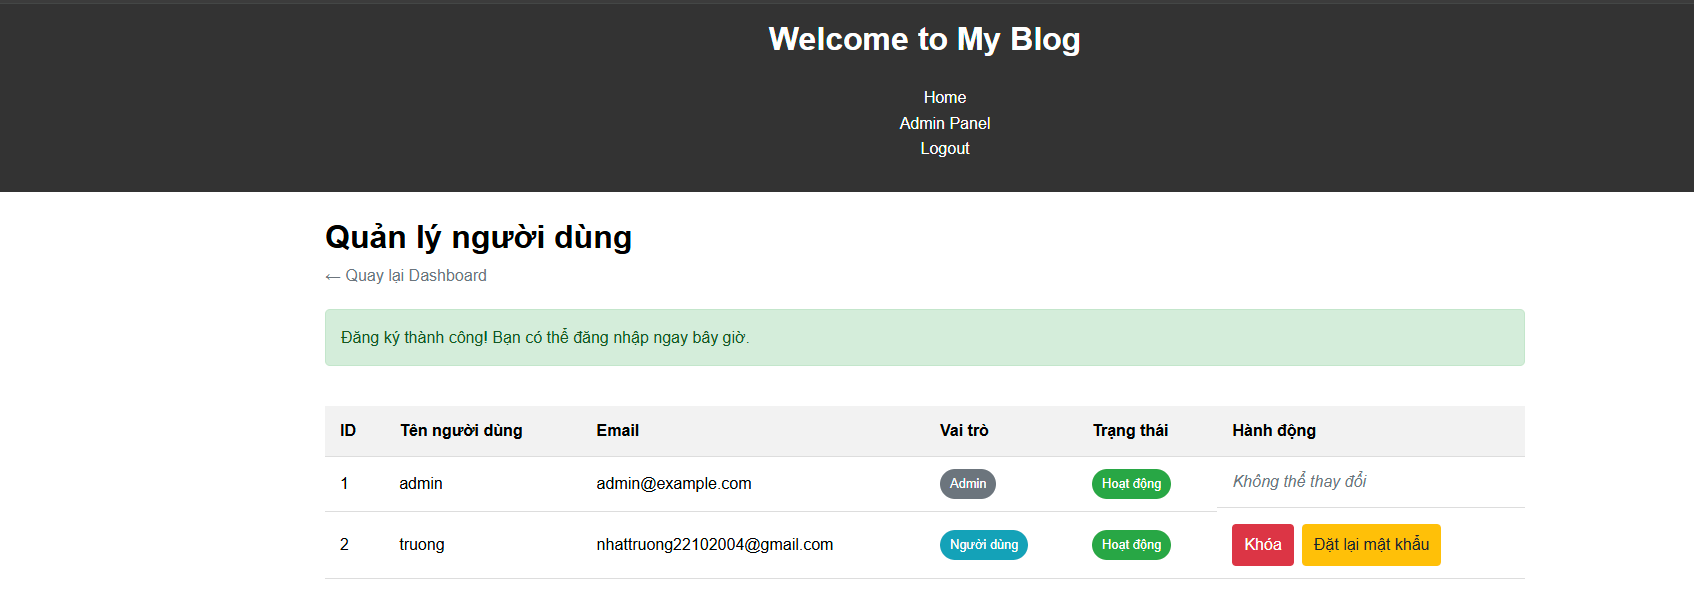 Welcome to My Blog
Home
Admin Panel
Logout
Quản lý người dùng
← Quay lại Dashboard
Đăng ký thành công! Bạn có thể đăng nhập ngay bây giờ.
ID Tên người dùng Email Vai trò Trạng thái Hành động
1 admin admin@example.com Admin Hoạt động Không thể thay đổi
2 truong nhattruong22102004@gmail.com Người dùng Hoạt động Khóa Đặt lại mật khẩu